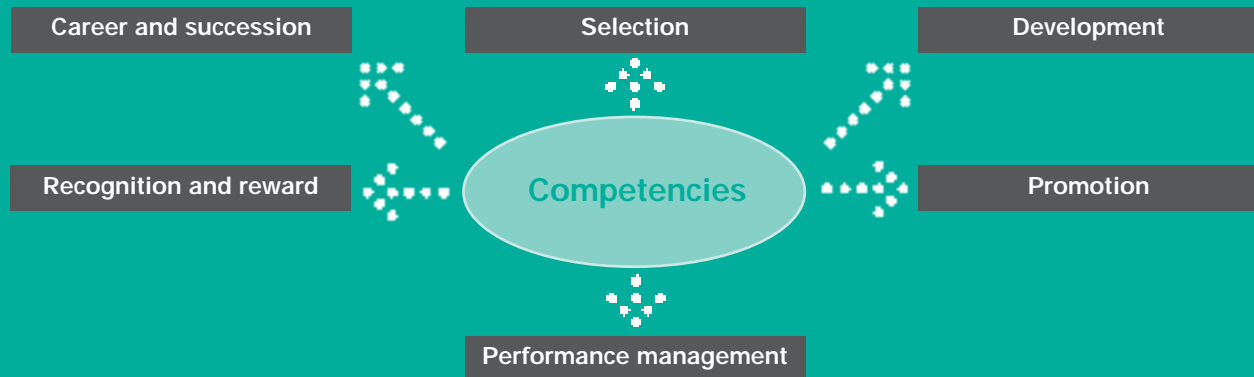 Career and succession
Selection
Development
Recognition and reward
Competencies
Promotion
Performance management